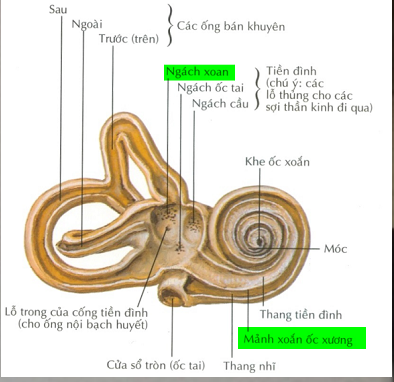 Sau
Ngoài
Trước (trên)
Các ống bán khuyên
Ngách xoan
Ngách ốc tai
Ngách cầu
Tiền đình
(chú ý: các
lỗ thủng cho các
sợi thần kinh đi qua)
Khe ốc xoắn
Móc
Thang tiền đình
Mảnh xoắn ốc xương
Thang nhĩ
Cửa sổ tròn (ốc tai)
Lỗ trong của cống tiền đình
(cho ống nội bạch huyết)